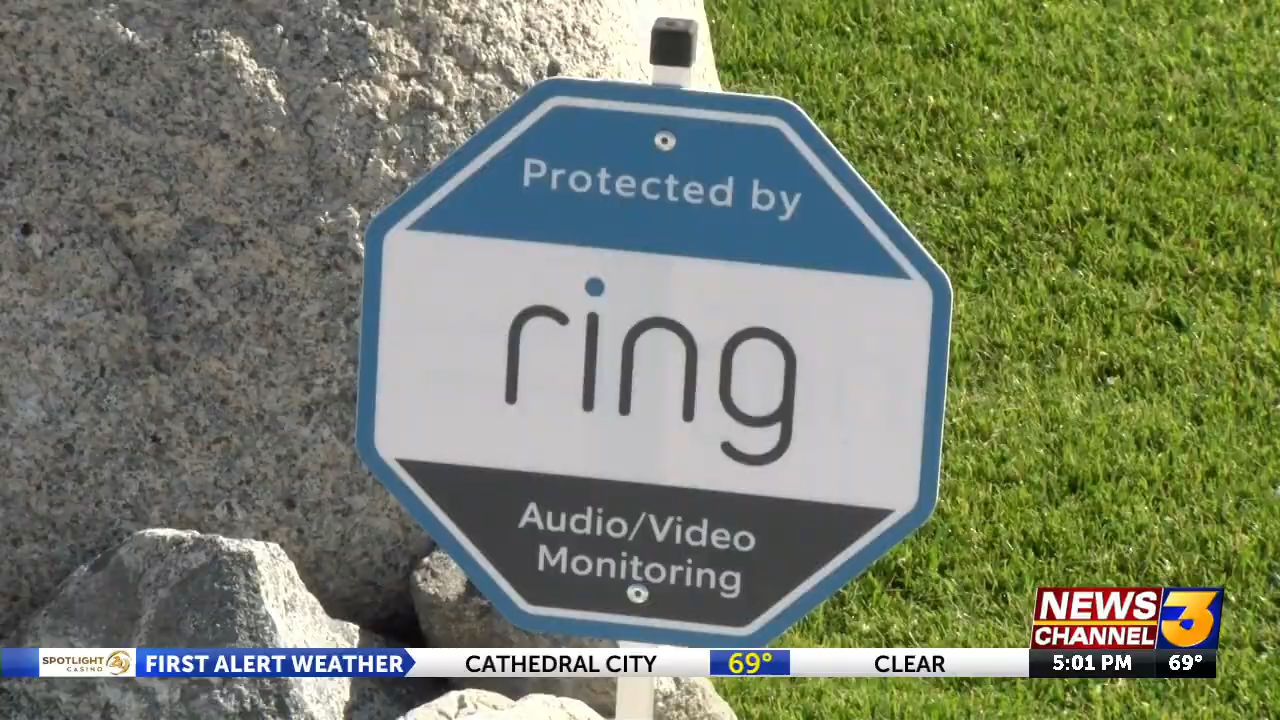 Protected by
ring
Audio/Video
Monitoring
NEWS 3
CHANNEL
SPOTLIGHT 29
CASINO
FIRST ALERT WEATHER
CATHEDRAL CITY
69°
CLEAR
5:01 PM
69°